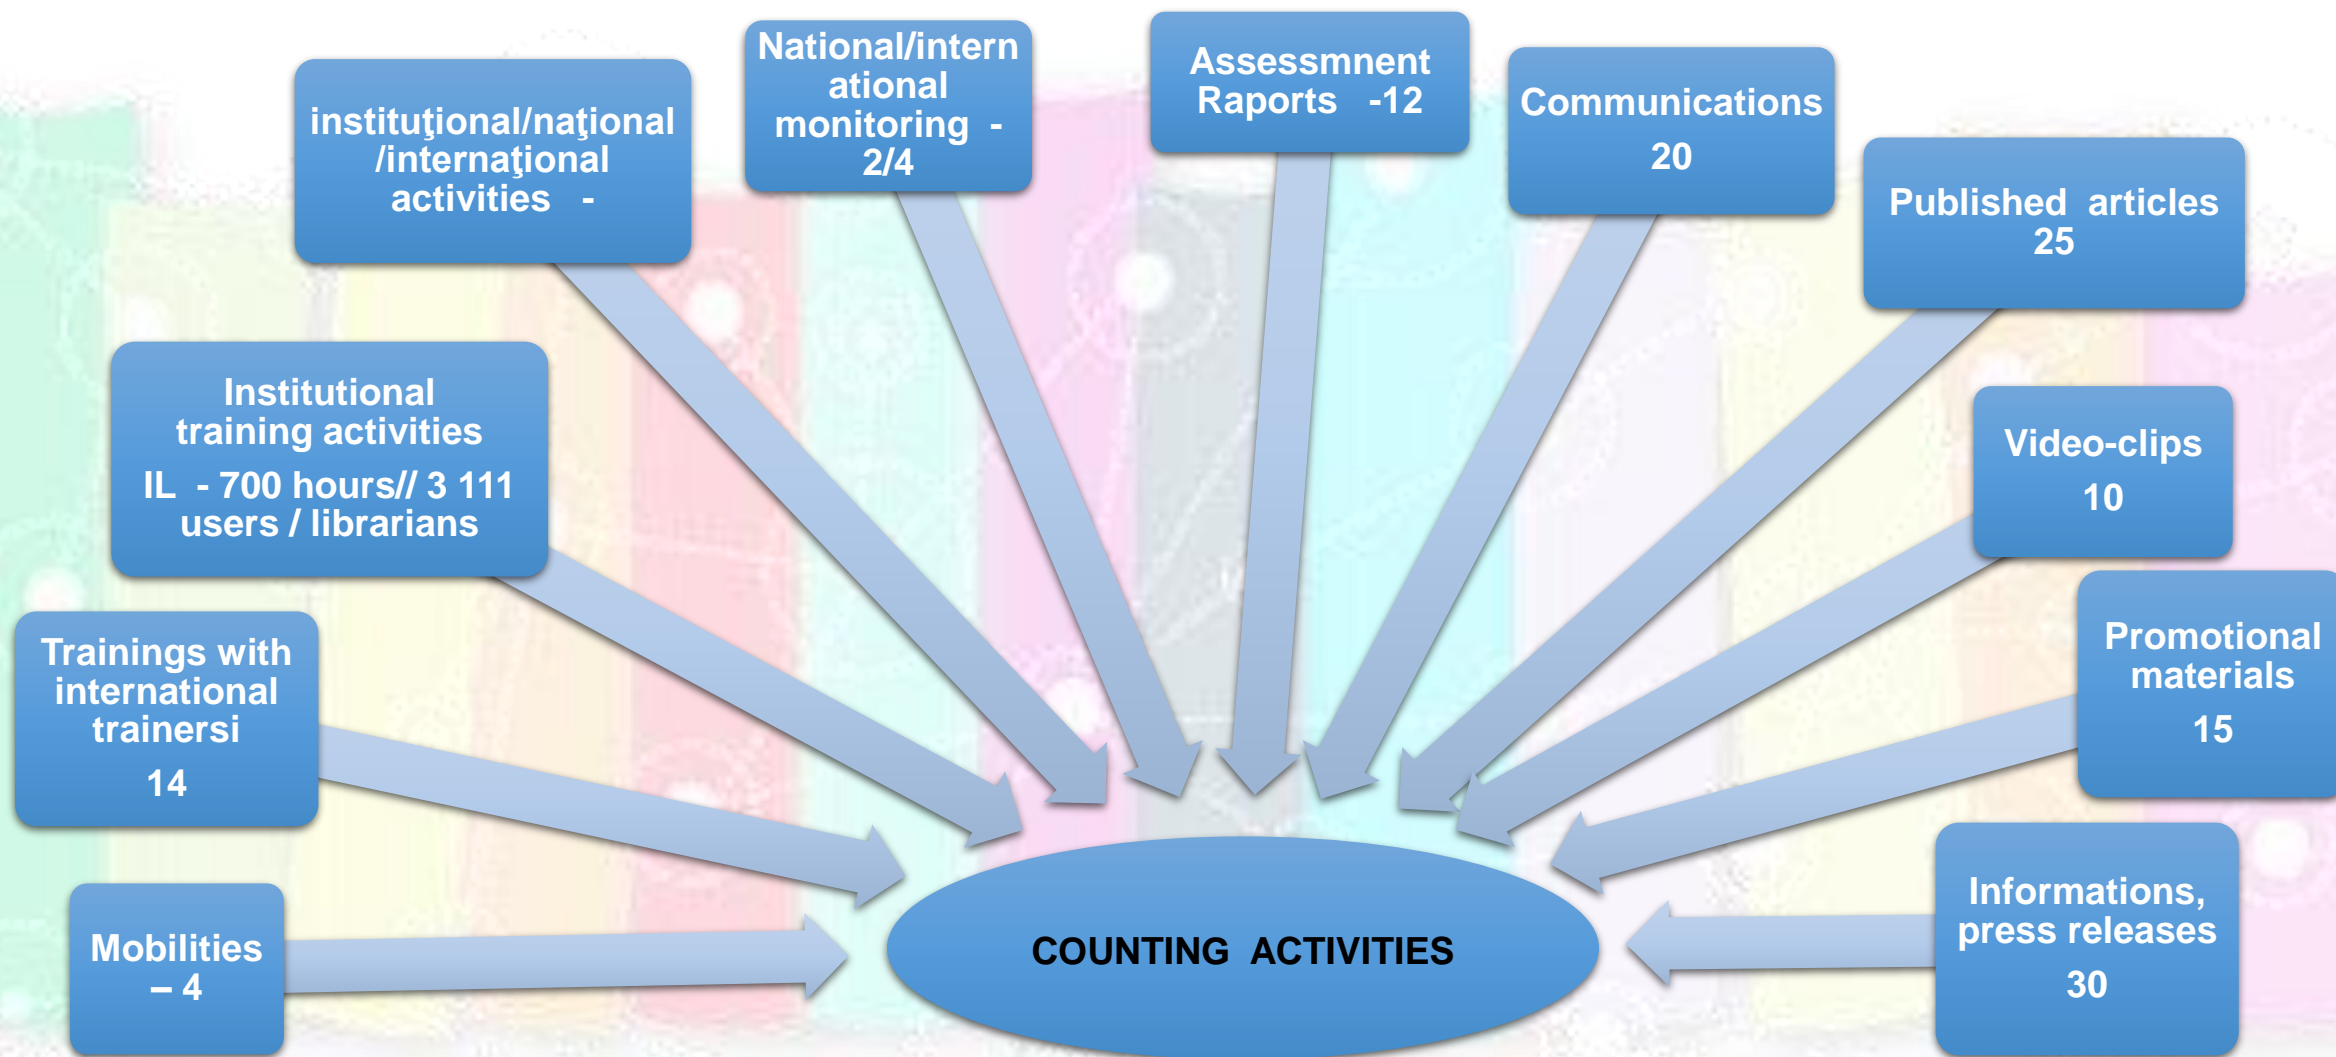 National/intern
ational
monitoring -
2/4
Assessmnent
Raports -12
Communications
20
instituţional/naţional
/internaţional
activities -
Published articles
25
Institutional
training activities
IL - 700 hours// 3 111
users / librarians
Video-clips
10
Trainings with
international
trainersi
14
Promotional
materials
15
Mobilities
– 4
COUNTING ACTIVITIES
Informations,
press releases
30